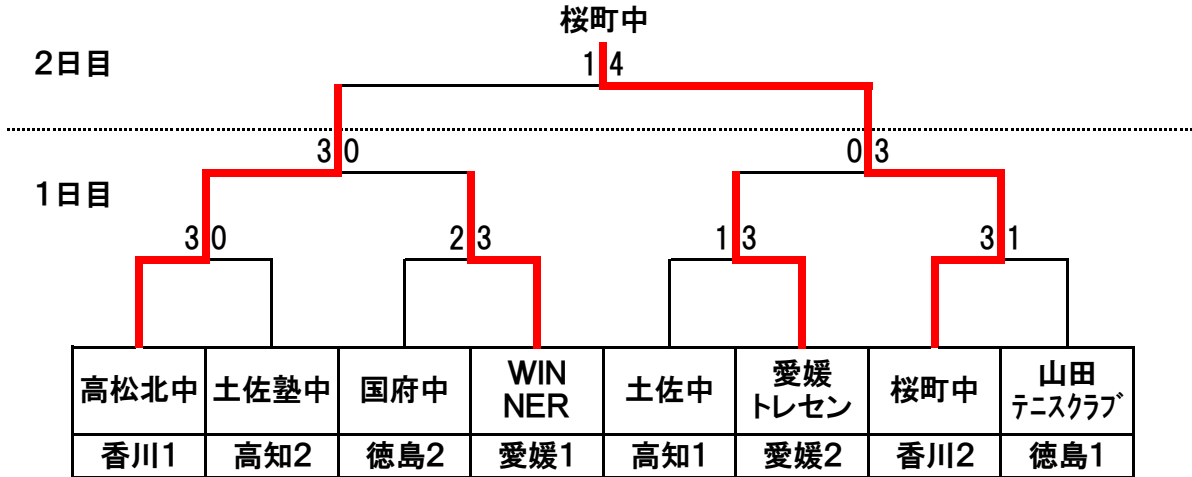 桜町中
2日目
1 4
3 0
0 3
1日目
3 0
2 3
1 3
3 1
高松北中
土佐塾中
国府中
WIN
NER
土佐中
愛媛
トレセン
桜町中
山田
テニスクラブ
香川1
高知2
徳島2
愛媛1
高知1
愛媛2
香川2
徳島1